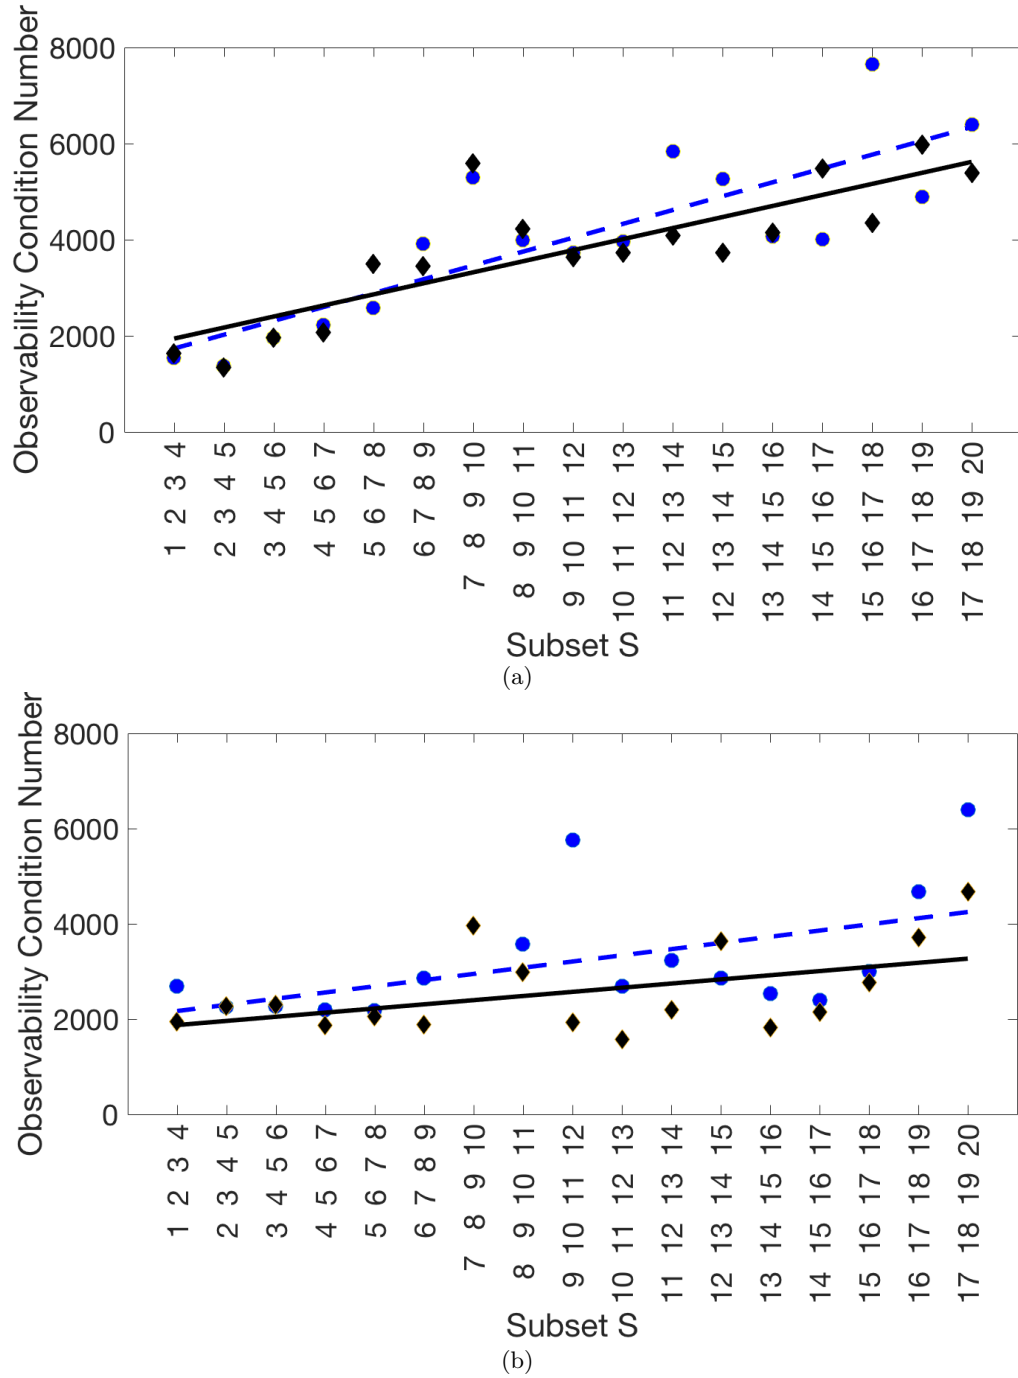 Observability Condition Number
8000
6000
4000
2000
0
1 2 3 4
2 3 4 5
3 4 5 6
4 5 6 7
5 6 7 8
6 7 8 9
7 8 9 10
8 9 10 11
9 10 11 12
10 11 12 13
11 12 13 14
12 13 14 15
13 14 15 16
14 15 16 17
15 16 17 18
16 17 18 19
17 18 19 20
Subset S
(a)
Observability Condition Number
8000
6000
4000
2000
0
1 2 3 4
2 3 4 5
3 4 5 6
4 5 6 7
5 6 7 8
6 7 8 9
7 8 9 10
8 9 10 11
9 10 11 12
10 11 12 13
11 12 13 14
12 13 14 15
13 14 15 16
14 15 16 17
15 16 17 18
16 17 18 19
17 18 19 20
Subset S
(b)